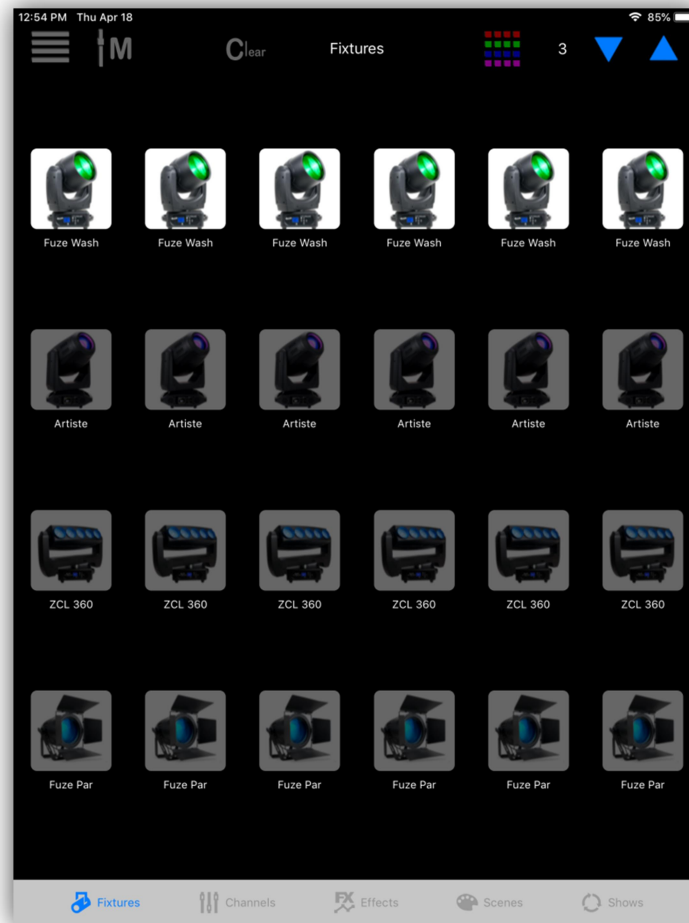 12:54 PM Thu Apr 18 85%
M Clear Fixtures 3
Fuze Wash Fuze Wash Fuze Wash Fuze Wash Fuze Wash Fuze Wash
Artiste Artiste Artiste Artiste Artiste Artiste
ZCL 360 ZCL 360 ZCL 360 ZCL 360 ZCL 360 ZCL 360
Fuze Par Fuze Par Fuze Par Fuze Par Fuze Par Fuze Par
Fixtures Channels FX Effects Scenes Shows